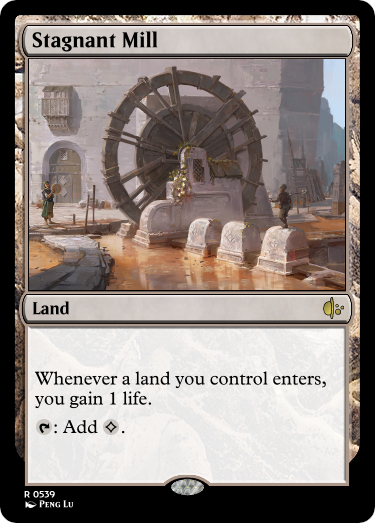 Stagnant Mill
Land
Whenever a land you control enters,
you gain 1 life.
: Add .
R 0539
Peng Lu